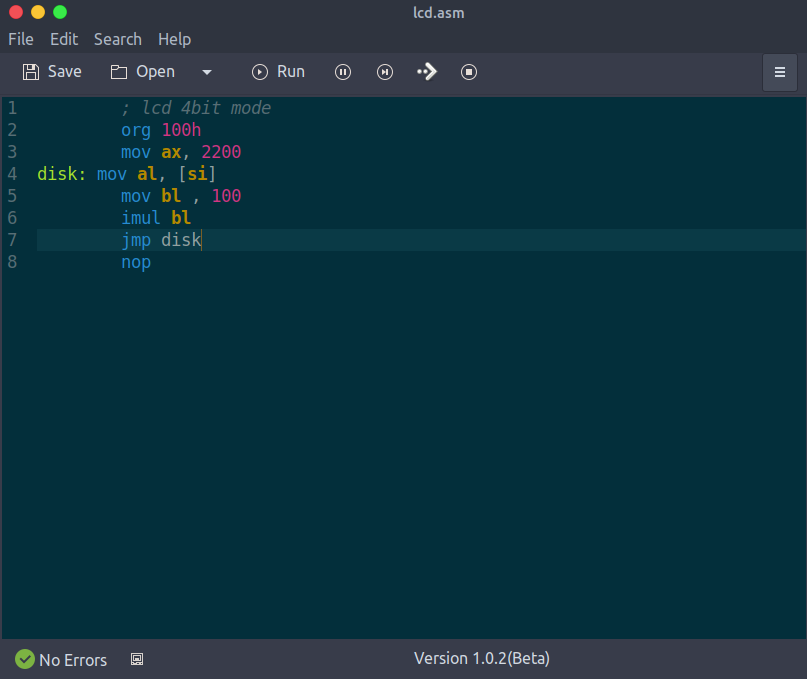 lcd.asm
File Edit Search Help
Save Open Run
1 ; lcd 4bit mode
2 org 100h
3 mov ax, 2200
4 disk: mov al, [si]
5 mov bl , 100
6 imul bl
7 jmp disk
8 nop
No Errors Version 1.0.2(Beta)